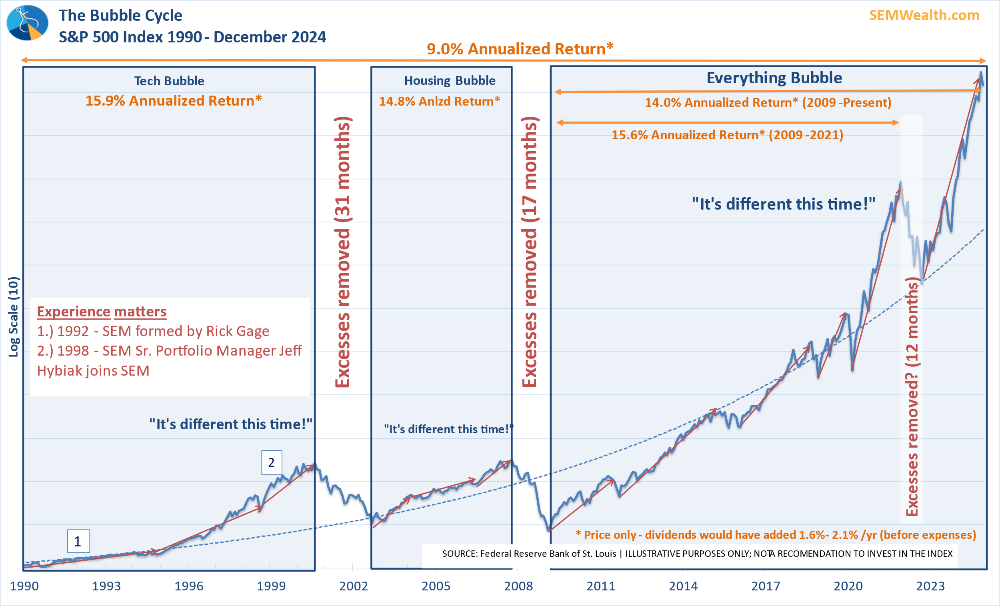 The Bubble Cycle
S&P 500 Index 1990 - December 2024
SEMWealth.com
9.0% Annualized Return*
Tech Bubble
15.9% Annualized Return*
Excesses removed (31 months)
Housing Bubble
14.8% Anlzd Return*
Excesses removed (17 months)
Everything Bubble
14.0% Annualized Return* (2009 -Present)
15.6% Annualized Return* (2009 -2021)
"It's different this time!"
Excesses removed? (12 months)
Log Scale (10)
Experience matters
1.) 1992 - SEM formed by Rick Gage
2.) 1998 - SEM Sr. Portfolio Manager Jeff
Hybiak joins SEM
"It's different this time!"
"It's different this time!"
2
1
* Price only - dividends would have added 1.6%- 2.1% /yr (before expenses)
SOURCE: Federal Reserve Bank of St. Louis | ILLUSTRATIVE PURPOSES ONLY; NOT A RECOMENDATION TO INVEST IN THE INDEX
1990 1993 1996 1999 2002 2005 2008 2011 2014 2017 2020 2023